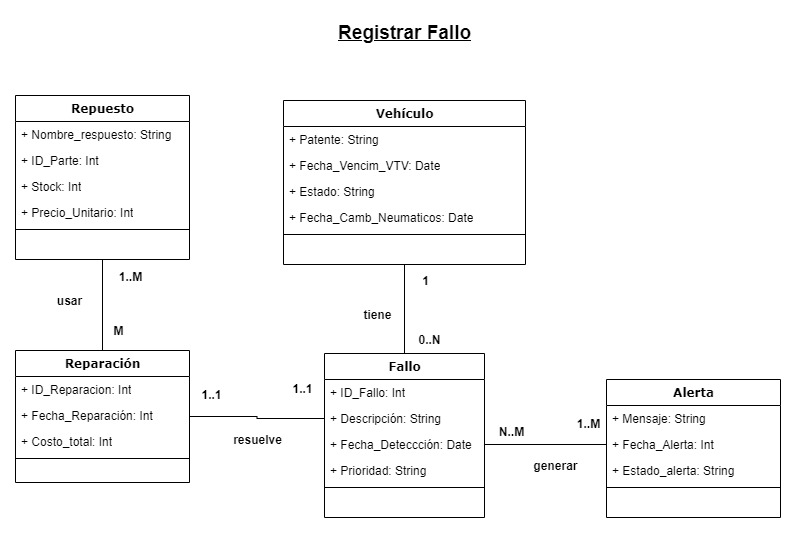 Registrar Fallo
Repuesto
+ Nombre_respuesto: String
+ ID_Parte: Int
+ Stock: Int
+ Precio_Unitario: Int
Vehículo
+ Patente: String
+ Fecha_Vencim_VTV: Date
+ Estado: String
+ Fecha_Camb_Neumaticos: Date
1..M
usar
M
1
tiene
0..N
Reparación
+ ID_Reparacion: Int
+ Fecha_Reparación: Int
+ Costo_total: Int
1..1
1..1
resuelve
Fallo
+ ID_Fallo: Int
+ Descripción: String
+ Fecha_Deteccción: Date
+ Prioridad: String
N..M
1..M
generar
Alerta
+ Mensaje: String
+ Fecha_Alerta: Int
+ Estado_alerta: String